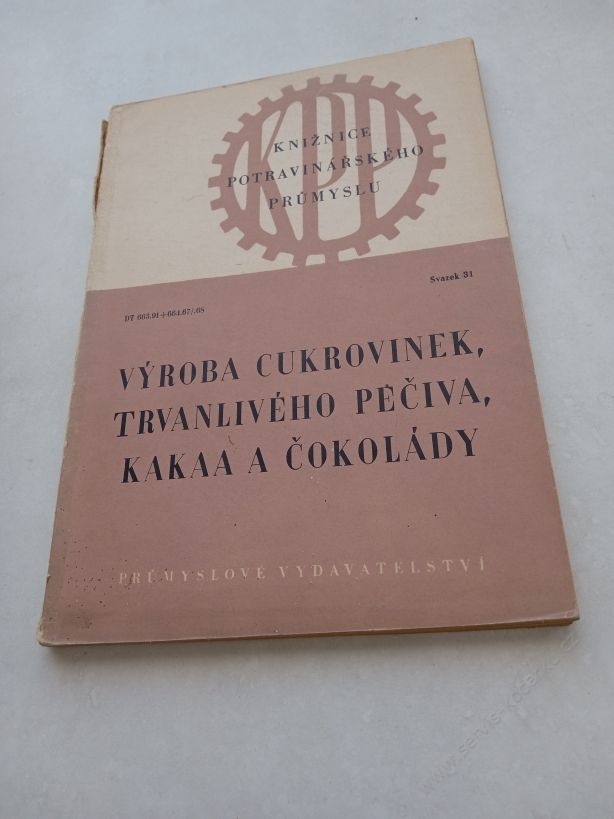 KPP
KNIŽNICE
POTRAVINÁŘSKÉHO
PRŮMYSLU
DT 663.91+664.67/.68
Svazek 31
VÝROBA CUKROVINEK,
TRVANLIVÉHO PEČIVA,
KAKAA A ČOKOLÁDY
PRŮMYSLOVÉ VYDAVATELSTVÍ